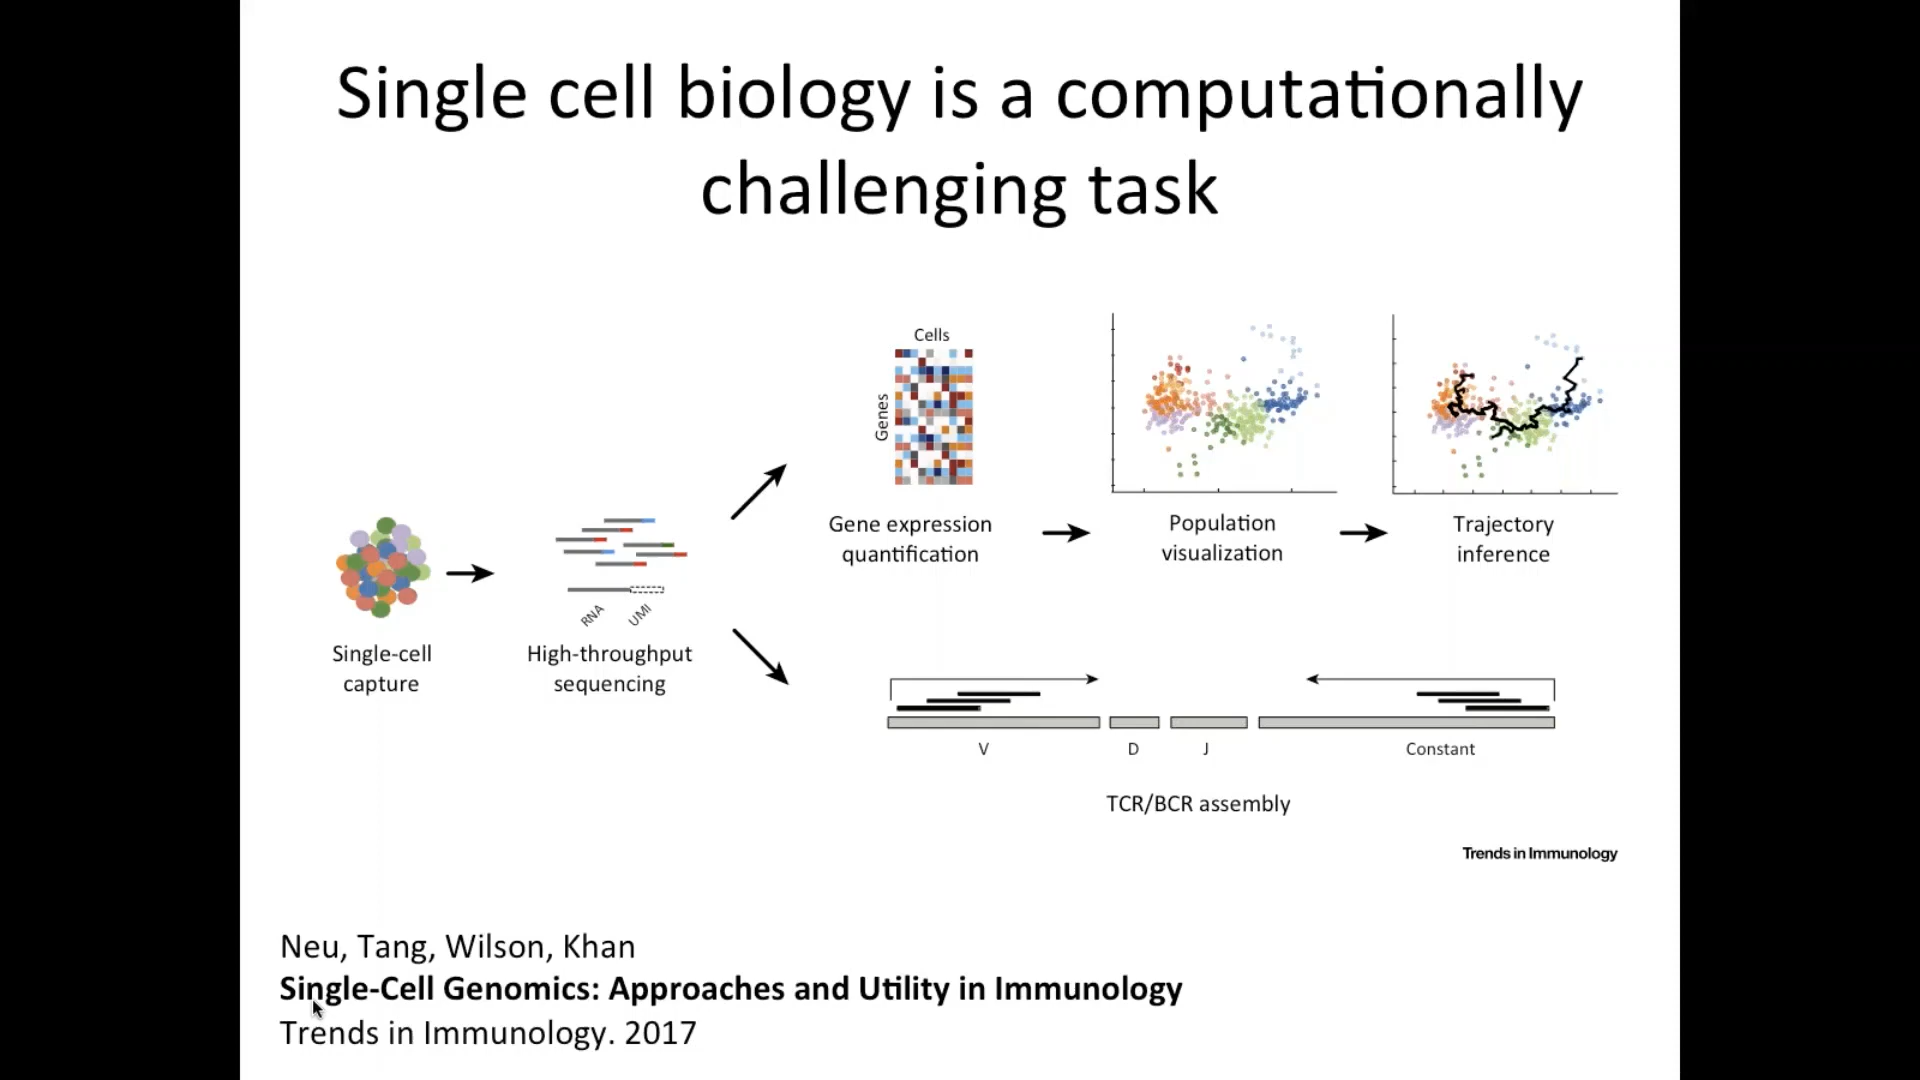 Single cell biology is a computationally
challenging task
Cells
Genes
Gene expression
quantification
Population
visualization
Trajectory
inference
RNA
UMI
Single-cell
capture
High-throughput
sequencing
V
D
J
Constant
TCR/BCR assembly
Trends in Immunology
Neu, Tang, Wilson, Khan
Single-Cell Genomics: Approaches and Utility in Immunology
Trends in Immunology. 2017